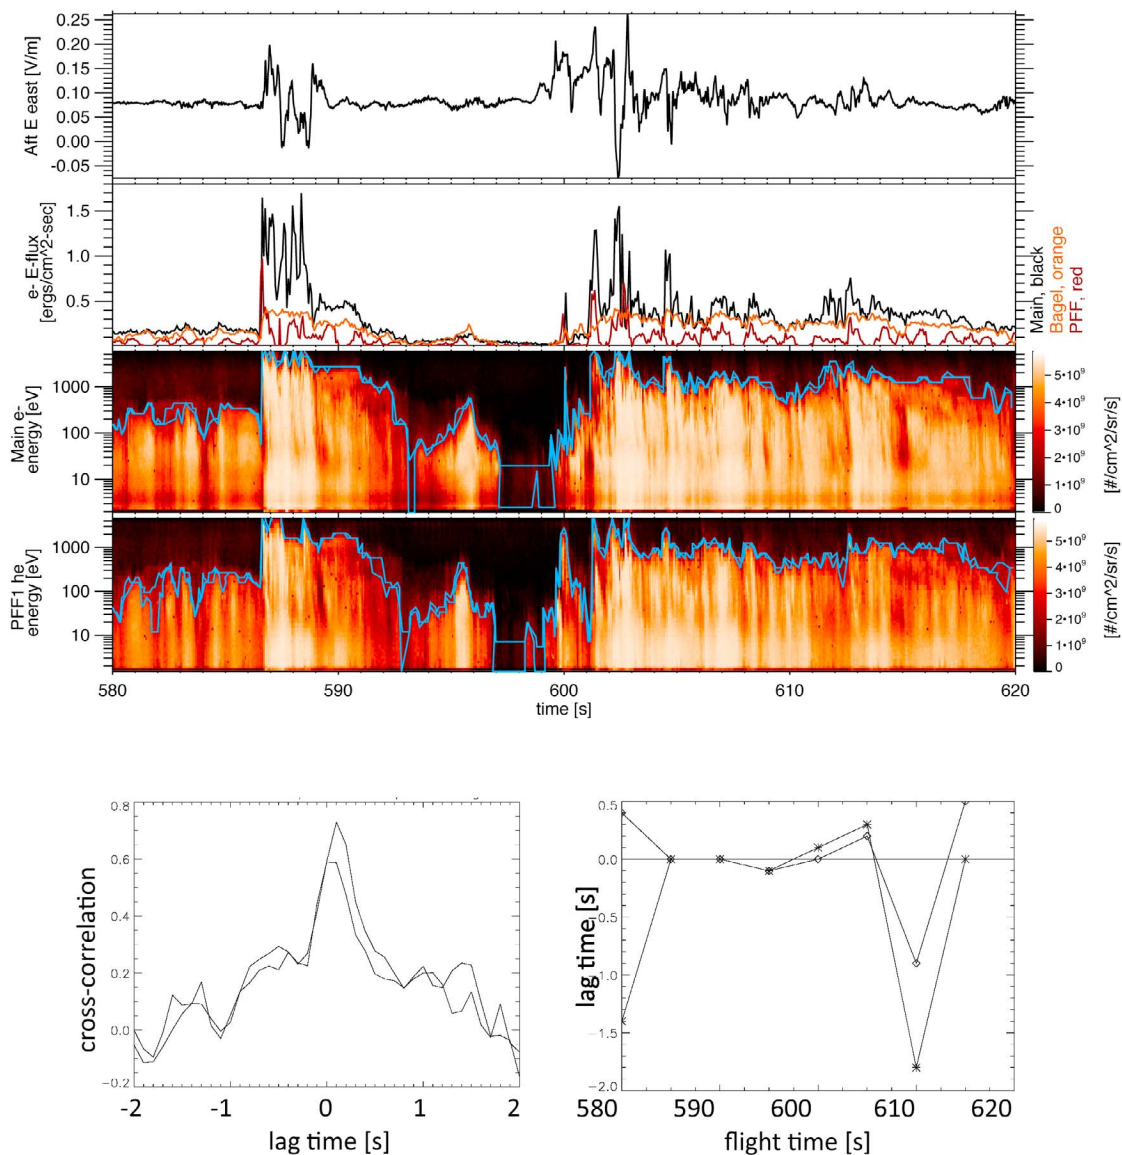 0.25
0.20
0.15
0.10
0.05
0.00
-0.05
Aft E east [V/m]
1.5
1.0
0.5
e- E-flux
[ergs/cm^2-sec]
Main, black
Bagel, orange
PFF, red
1000
100
10
Main e-
energy [eV]
5•10⁹
4•10⁹
3•10⁹
2•10⁹
1•10⁹
0
[#/cm^2/sr/s]
1000
100
10
PFF1 he
energy [eV]
5•10⁹
4•10⁹
3•10⁹
2•10⁹
1•10⁹
0
[#/cm^2/sr/s]
580 590 600 610 620
time [s]
0.8
0.6
0.4
0.2
0.0
−0.2
cross-correlation
-2 -1 0 1 2
lag time [s]
0.5
0.0
−0.5
−1.0
−1.5
−2.0
lag time [s]
580 590 600 610 620
flight time [s]